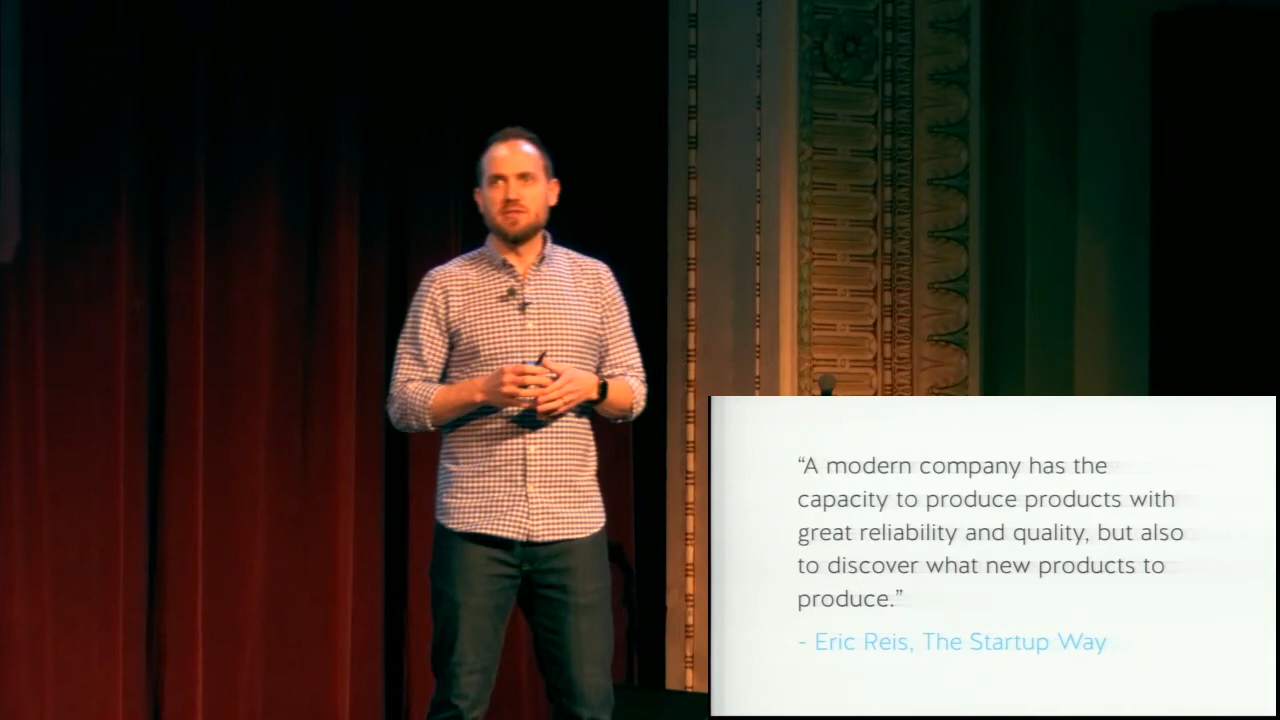 “A modern company has the
capacity to produce products with
great reliability and quality, but also
to discover what new products to
produce.”
- Eric Reis, The Startup Way